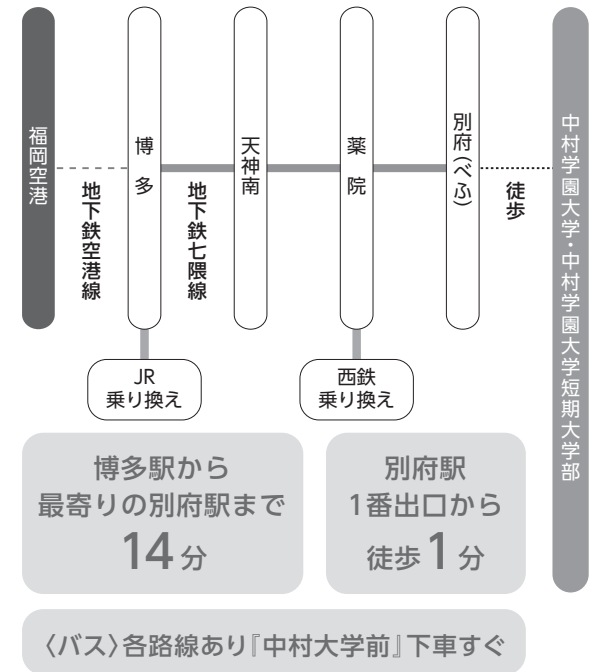 福岡空港
地下鉄空港線
博多
地下鉄七隈線
天神南
薬院
別府(べふ)
徒歩
中村学園大学・中村学園大学短期大学部
JR
乗り換え
西鉄
乗り換え
博多駅から
最寄りの別府駅まで
14分
別府駅
1番出口から
徒歩1分
〈バス〉各路線あり『中村大学前』下車すぐ